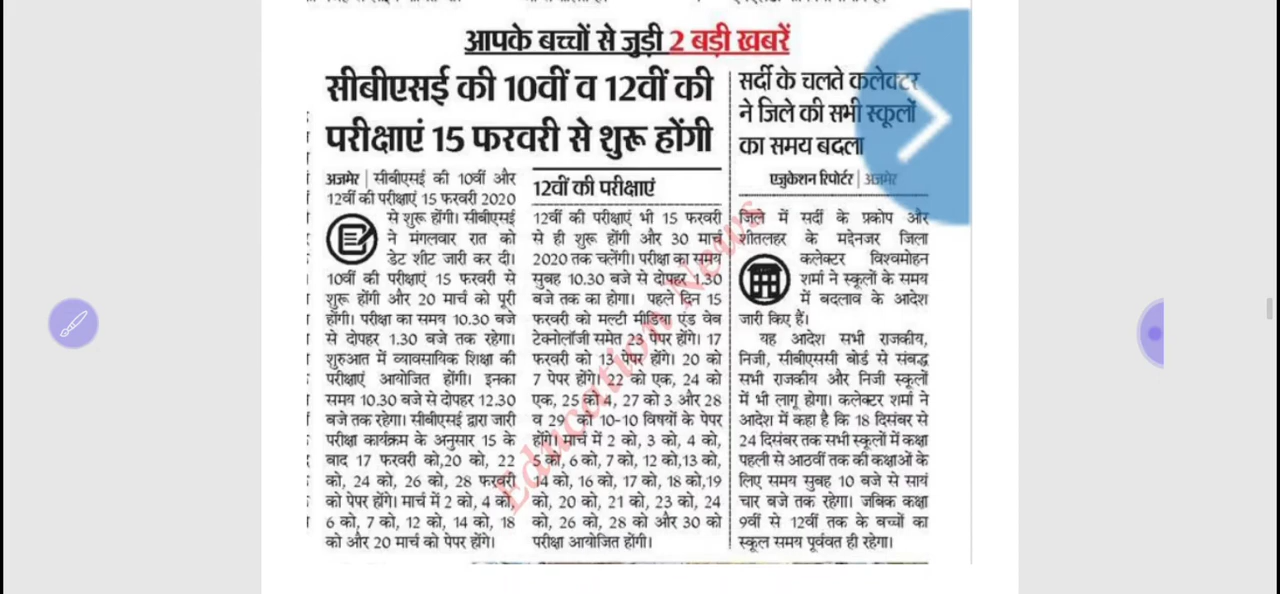 आपके बच्चों से जुड़ी 2 बड़ी खबरें
सीबीएसई की 10वीं व 12वीं की
परीक्षाएं 15 फरवरी से शुरू होंगी
अजमेर | सीबीएसई की 10वीं और
12वीं की परीक्षाएं 15 फरवरी 2020
से शुरू होंगी। सीबीएसई
ने मंगलवार रात को
डेट शीट जारी कर दी।
10वीं की परीक्षाएं 15 फरवरी से
शुरू होंगी और 20 मार्च को पूरी
होंगी। परीक्षा का समय 10.30 बजे
से दोपहर 1.30 बजे तक रहेगा।
शुरुआत में व्यावसायिक शिक्षा की
परीक्षाएं आयोजित होंगी। इनका
समय 10.30 बजे से दोपहर 12.30
बजे तक रहेगा। सीबीएसई द्वारा जारी
परीक्षा कार्यक्रम के अनुसार 15 के
बाद 17 फरवरी को,20 को, 22
को, 24 को, 26 को, 28 फरवरी
को पेपर होंगे। मार्च में 2 को, 4 को,
6 को, 7 को, 12 को, 14 को, 18
को और 20 मार्च को पेपर होंगे।
12वीं की परीक्षाएं
12वीं की परीक्षाएं भी 15 फरवरी
से ही शुरू होंगी और 30 मार्च
2020 तक चलेंगी। परीक्षा का समय
सुबह 10.30 बजे से दोपहर 1.30
बजे तक का होगा। पहले दिन 15
फरवरी को मल्टी मीडिया एंड वेब
टेक्नोलॉजी समेत 23 पेपर होंगे। 17
फरवरी को 13 पेपर होंगे। 20 को
7 पेपर होंगे। 22 को एक, 24 को
एक, 25 को 4, 27 को 3 और 28
व 29 को 10-10 विषयों के पेपर
होंगे। मार्च में 2 को, 3 को, 4 को,
5 को, 6 को, 7 को, 12 को,13 को,
14 को, 16 को, 17 को, 18 को,19
को, 20 को, 21 को, 23 को, 24
को, 26 को, 28 को और 30 को
परीक्षा आयोजित होंगी।
सर्दी के चलते कलेक्टर
ने जिले की सभी स्कूलों
का समय बदला
एजुकेशन रिपोर्टर | अजमेर
जिले में सर्दी के प्रकोप और
शीतलहर के मद्देनजर जिला
कलेक्टर विश्वमोहन
शर्मा ने स्कूलों के समय
में बदलाव के आदेश
जारी किए हैं।
यह आदेश सभी राजकीय,
निजी, सीबीएससी बोर्ड से संबद्ध
सभी राजकीय और निजी स्कूलों
में भी लागू होगा। कलेक्टर शर्मा ने
आदेश में कहा है कि 18 दिसंबर से
24 दिसंबर तक सभी स्कूलों में कक्षा
पहली से आठवीं तक की कक्षाओं के
लिए समय सुबह 10 बजे से सायं
चार बजे तक रहेगा। जबकि कक्षा
9वीं से 12वीं तक के बच्चों का
स्कूल समय पूर्ववत ही रहेगा।
Education News